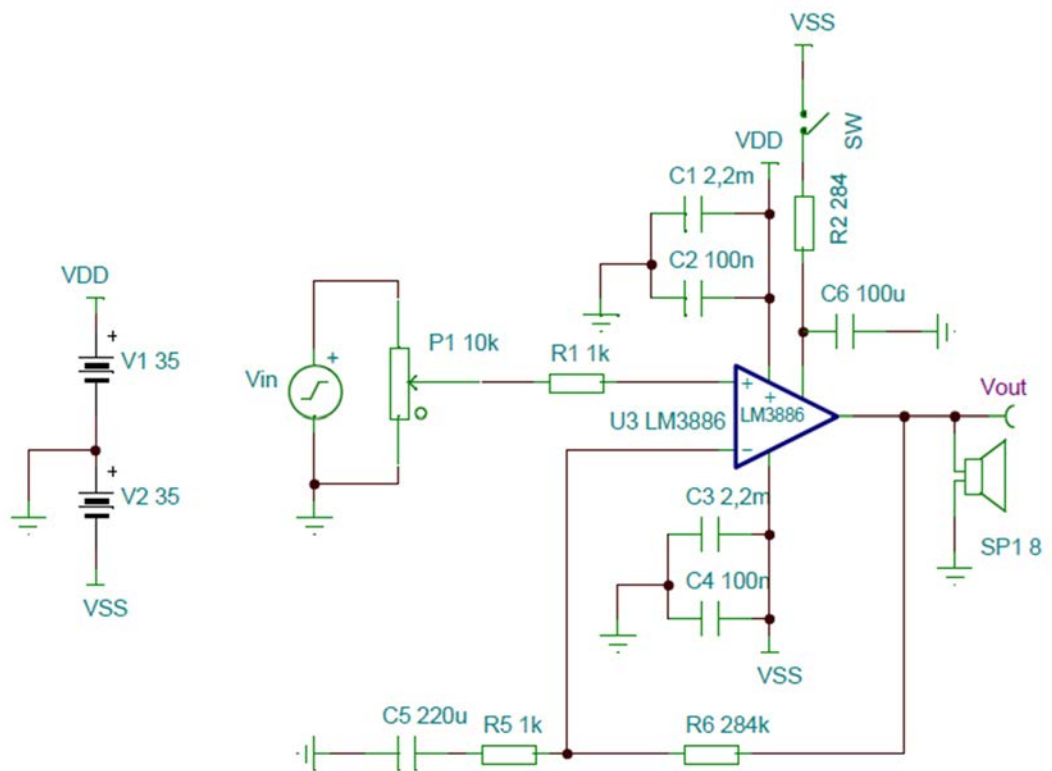 VSS
SW
VDD
C1 2,2m
R2 284
C2 100n
VDD
C6 100u
V1 35
P1 10k
R1 1k
Vin
+
+
+
+
+
−
Vout
U3 LM3886
LM3886
V2 35
C3 2,2m
SP1 8
C4 100n
VSS
VSS
C5 220u
R5 1k
R6 284k